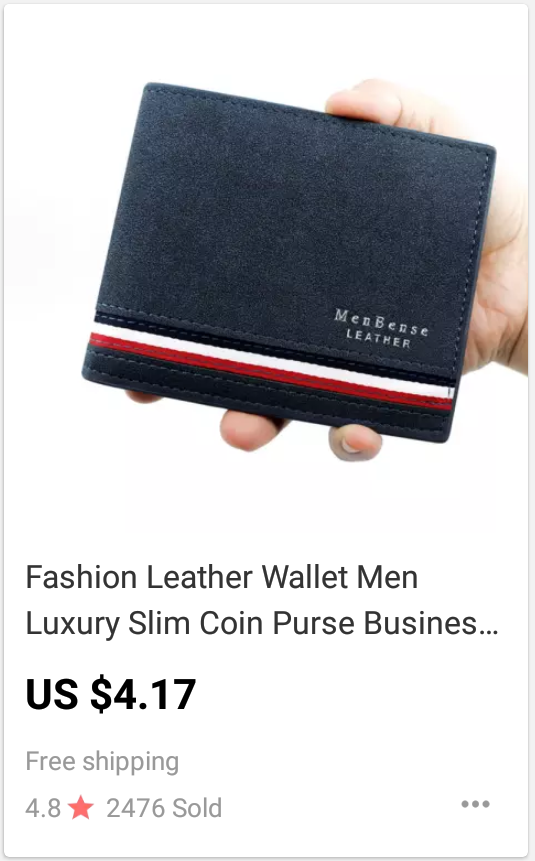 MenBense
LEATHER
Fashion Leather Wallet Men
Luxury Slim Coin Purse Busines...
US $4.17
Free shipping
4.8 ★ 2476 Sold